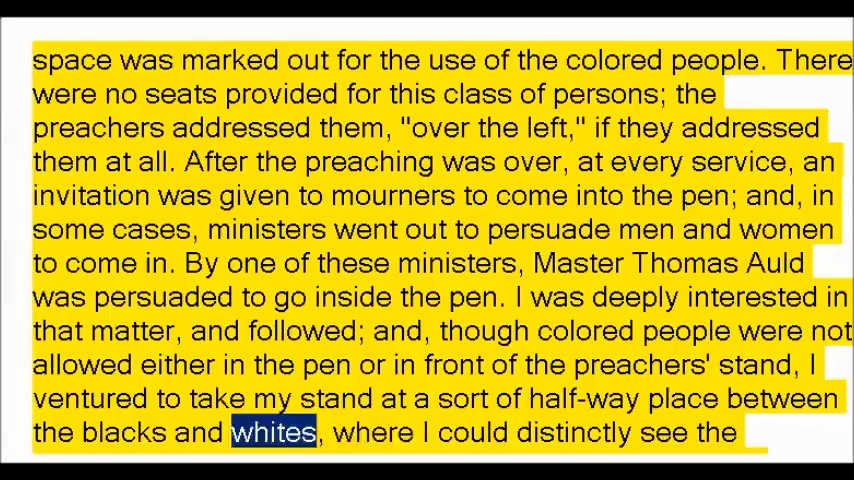 space was marked out for the use of the colored people. There
were no seats provided for this class of persons; the
preachers addressed them, "over the left," if they addressed
them at all. After the preaching was over, at every service, an
invitation was given to mourners to come into the pen; and, in
some cases, ministers went out to persuade men and women
to come in. By one of these ministers, Master Thomas Auld
was persuaded to go inside the pen. I was deeply interested in
that matter, and followed; and, though colored people were not
allowed either in the pen or in front of the preachers' stand, I
ventured to take my stand at a sort of half-way place between
the blacks and whites, where I could distinctly see the